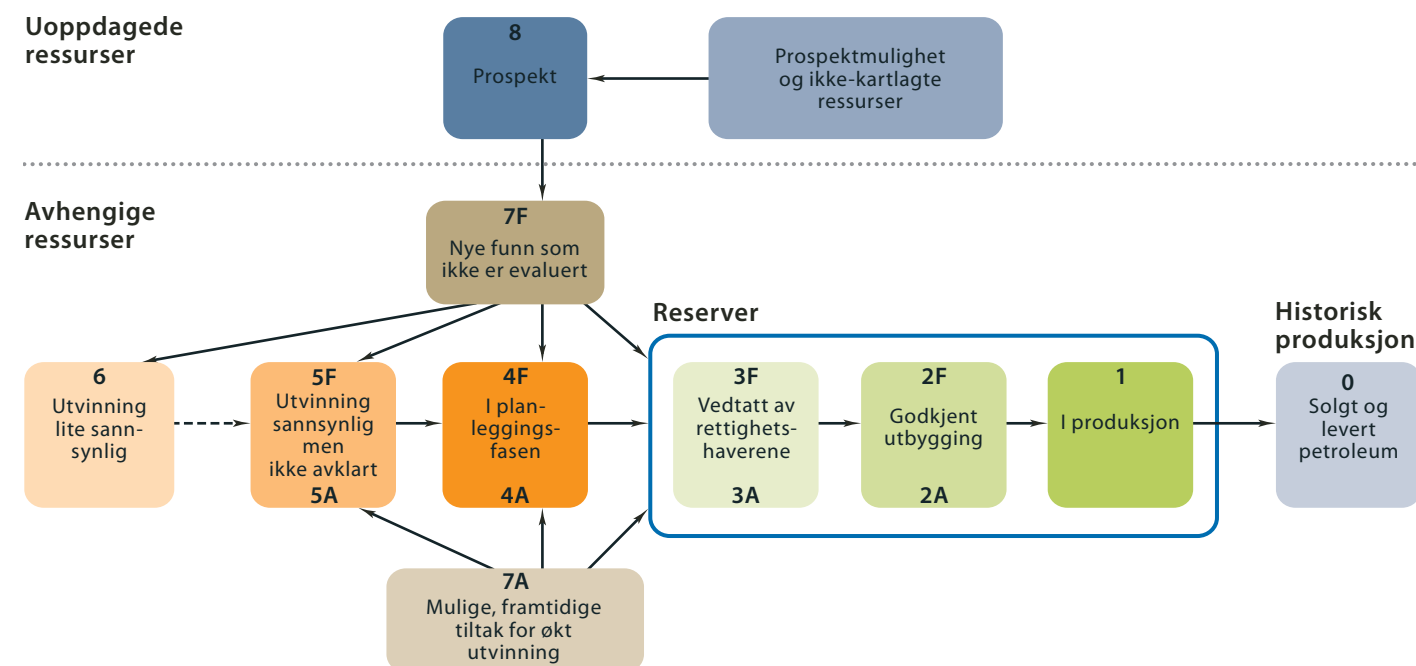 Uoppdagede
ressurser
8
Prospekt
Prospektmulighet
og ikke-kartlagte
ressurser
Avhengige
ressurser
7F
Nye funn som
ikke er evaluert
Reserver
Historisk
produksjon
6
Utvinning
lite sann-
synlig
5F
Utvinning
sannsynlig
men
ikke avklart
5A
4F
I plan-
leggings-
fasen
4A
3F
Vedtatt av
rettighets-
haverene
3A
2F
Godkjent
utbygging
2A
1
I produksjon
0
Solgt og
levert
petroleum
7A
Mulige, framtidige
tiltak for økt
utvinning